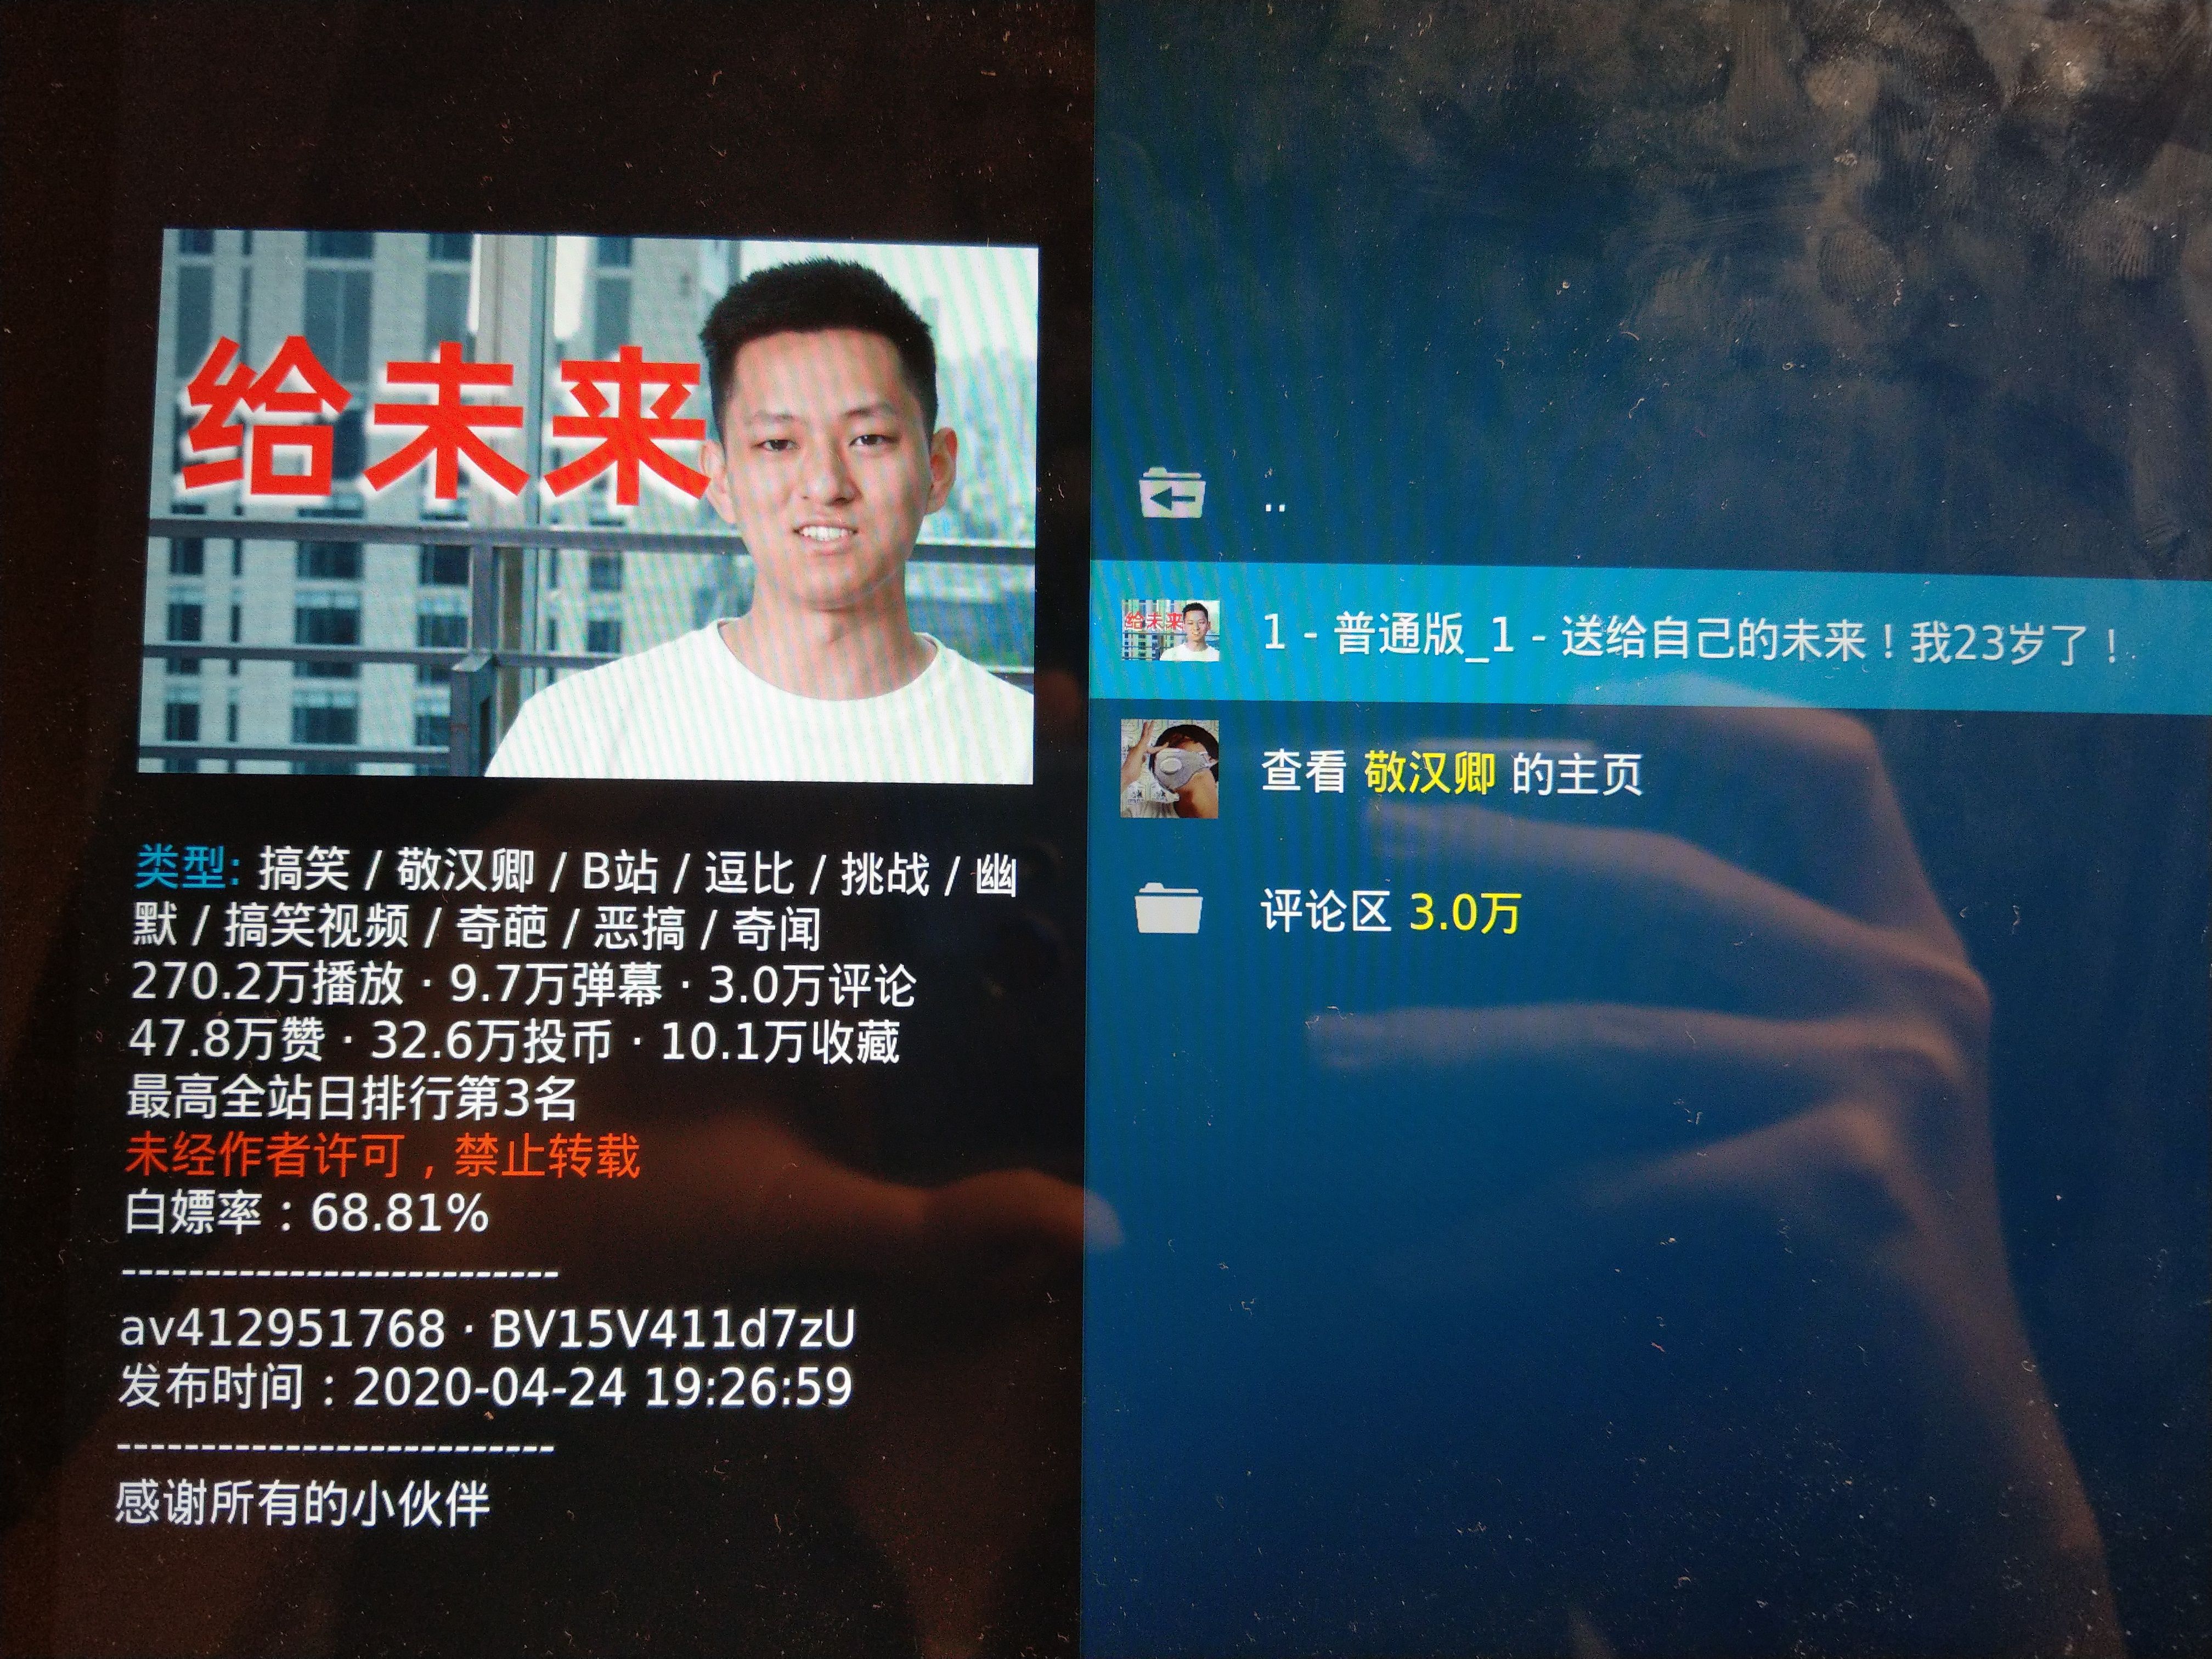 给未来
类型: 搞笑 / 敬汉卿 / B站 / 逗比 / 挑战 / 幽
默 / 搞笑视频 / 奇葩 / 恶搞 / 奇闻
270.2万播放 · 9.7万弹幕 · 3.0万评论
47.8万赞 · 32.6万投币 · 10.1万收藏
最高全站日排行第3名
未经作者许可，禁止转载
白嫖率：68.81%
--------------------------
av412951768 · BV15V411d7zU
发布时间：2020-04-24 19:26:59
--------------------------
感谢所有的小伙伴
..
给未来
1 - 普通版_1 - 送给自己的未来！我23岁了！
查看 敬汉卿 的主页
评论区 3.0万